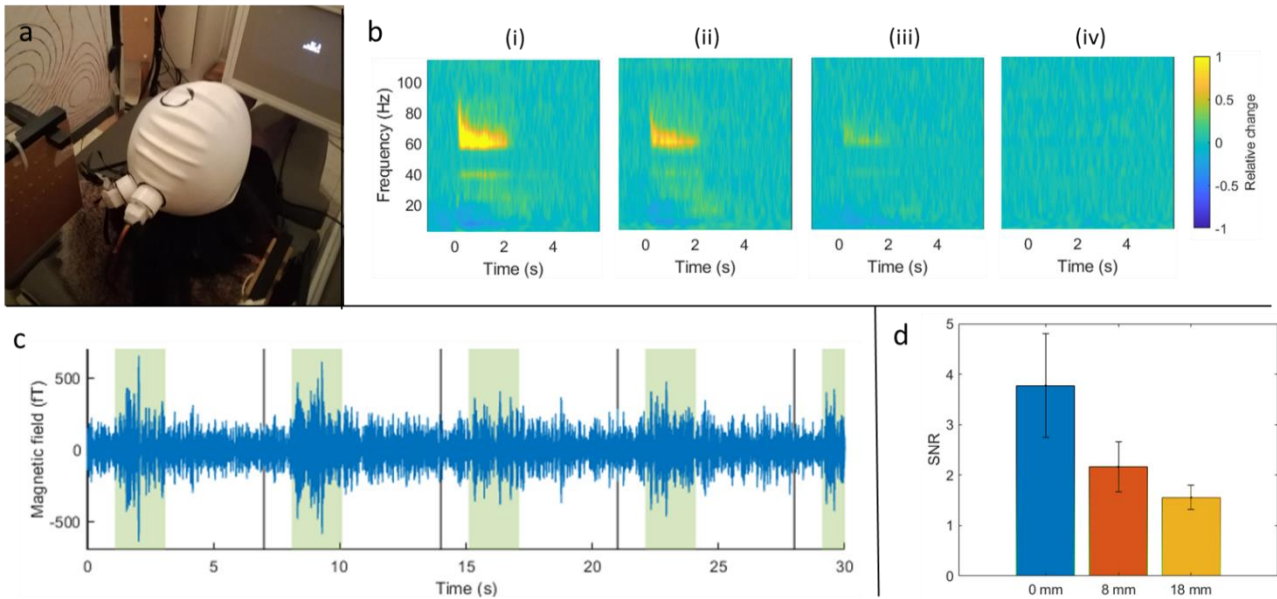 a
b
(i) (ii) (iii) (iv)
Frequency (Hz)
100
80
60
40
20
0 2 4
0 2 4
0 2 4
0 2 4
Time (s) Time (s) Time (s) Time (s)
1
0.5
0
-0.5
-1
Relative change
c
Magnetic field (fT)
500
0
-500
0 5 10 15 20 25 30
Time (s)
d
SNR
5
4
3
2
1
0
0 mm 8 mm 18 mm